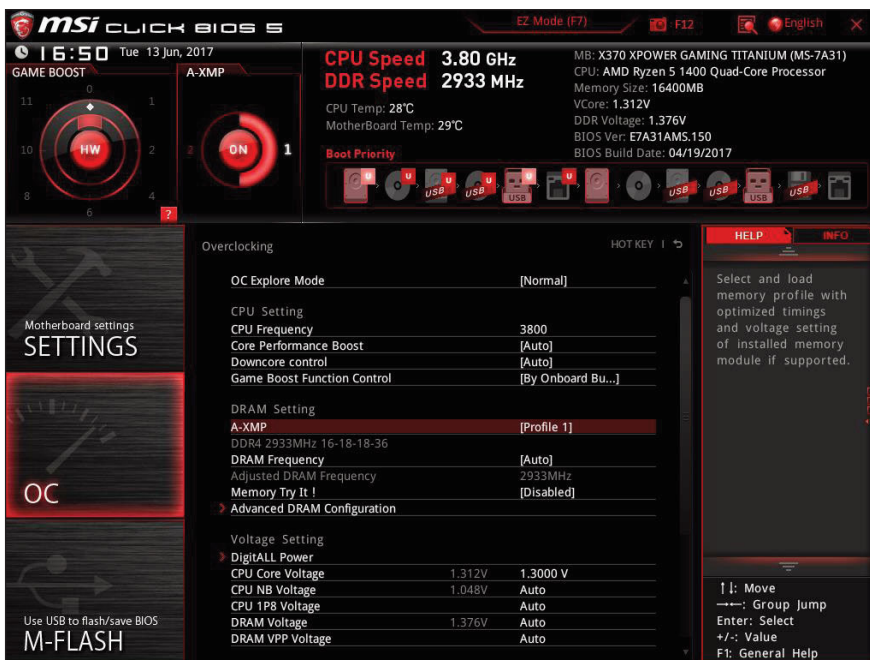 msi CLICK BIOS 5
EZ Mode (F7)
F12
English
16:50 Tue 13 Jun, 2017
GAME BOOST
A-XMP
0
1
2
4
6
8
10
11
HW
2
ON
1
?
CPU Speed 3.80 GHz
DDR Speed 2933 MHz
CPU Temp: 28°C
MotherBoard Temp: 29°C
MB: X370 XPOWER GAMING TITANIUM (MS-7A31)
CPU: AMD Ryzen 5 1400 Quad-Core Processor
Memory Size: 16400MB
VCore: 1.312V
DDR Voltage: 1.376V
BIOS Ver: E7A31AMS.150
BIOS Build Date: 04/19/2017
Boot Priority
U U USB U USB U USB U U USB USB USB USB
Motherboard settings
SETTINGS
OC
Use USB to flash/save BIOS
M-FLASH
Overclocking
HOT KEY
OC Explore Mode [Normal]
CPU Setting
CPU Frequency 3800
Core Performance Boost [Auto]
Downcore control [Auto]
Game Boost Function Control [By Onboard Bu...]
DRAM Setting
A-XMP [Profile 1]
DDR4 2933MHz 16-18-18-36
DRAM Frequency [Auto]
Adjusted DRAM Frequency 2933MHz
Memory Try It ! [Disabled]
Advanced DRAM Configuration
Voltage Setting
DigitALL Power
CPU Core Voltage 1.312V 1.3000 V
CPU NB Voltage 1.048V Auto
CPU 1P8 Voltage Auto
DRAM Voltage 1.376V Auto
DRAM VPP Voltage Auto
HELP
INFO
Select and load
memory profile with
optimized timings
and voltage setting
of installed memory
module if supported.
↑↓: Move
→←: Group Jump
Enter: Select
+/-: Value
F1: General Help